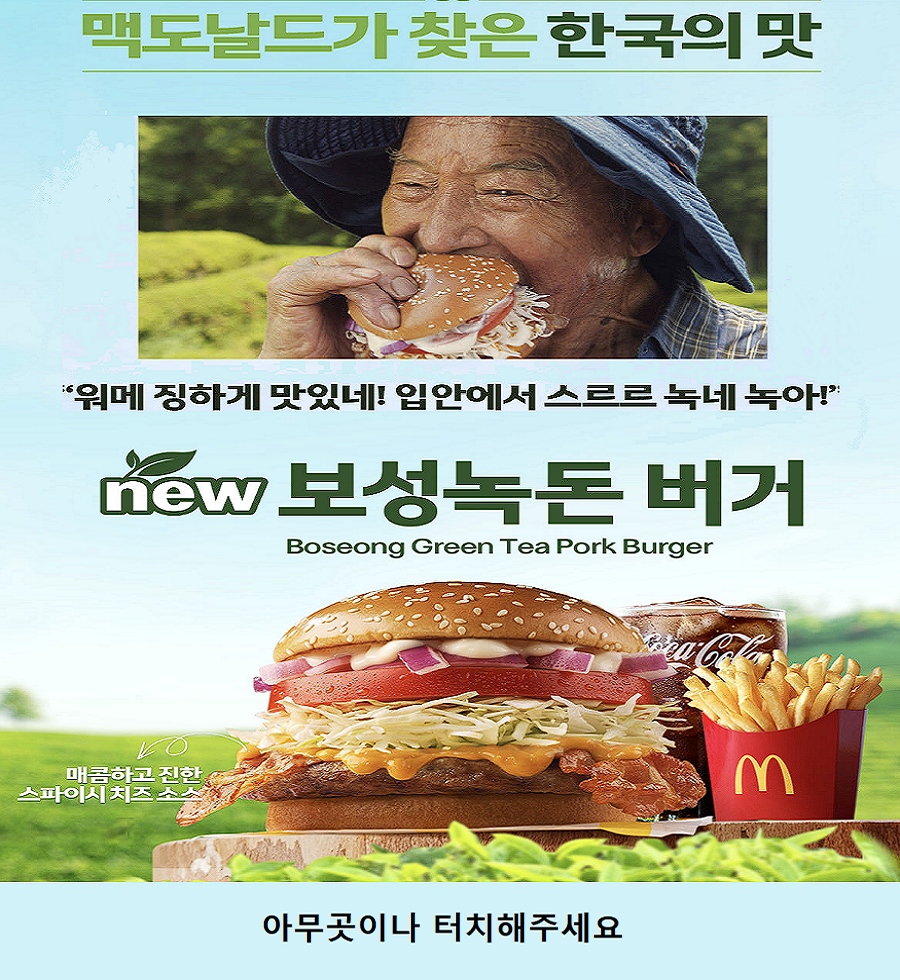 맥도날드가 찾은 한국의 맛
“워메 징하게 맛있네! 입안에서 스르르 녹네 녹아!”
new 보성녹돈 버거
Boseong Green Tea Pork Burger
Coca-Cola
매콤하고 진한
스파이시 치즈 소스
아무곳이나 터치해주세요